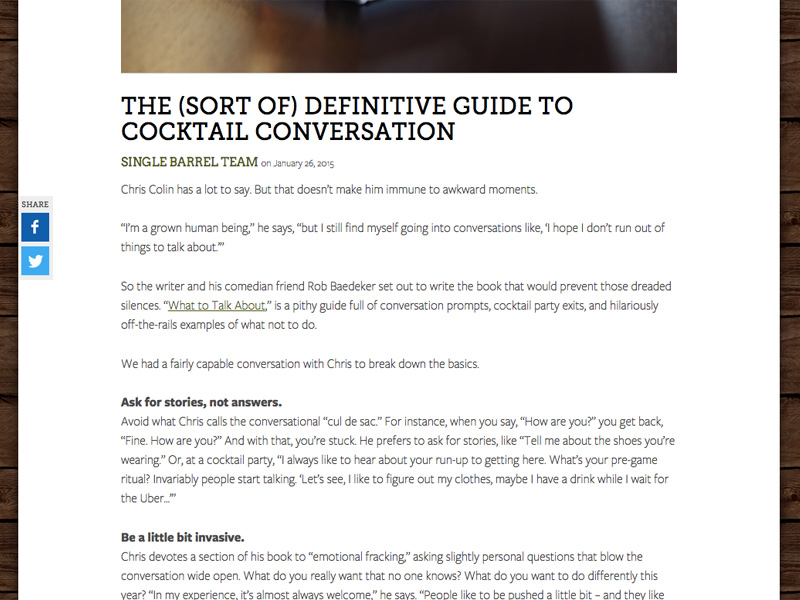 THE (SORT OF) DEFINITIVE GUIDE TO
COCKTAIL CONVERSATION
SINGLE BARREL TEAM on January 26, 2015
Chris Colin has a lot to say. But that doesn’t make him immune to awkward moments.
SHARE
“I’m a grown human being,” he says, “but I still find myself going into conversations like, ‘I hope I don’t run out of
things to talk about.’”
So the writer and his comedian friend Rob Baedeker set out to write the book that would prevent those dreaded
silences. “What to Talk About,” is a pithy guide full of conversation prompts, cocktail party exits, and hilariously
off-the-rails examples of what not to do.
We had a fairly capable conversation with Chris to break down the basics.
Ask for stories, not answers.
Avoid what Chris calls the conversational “cul de sac.” For instance, when you say, “How are you?” you get back,
“Fine. How are you?” And with that, you’re stuck. He prefers to ask for stories, like “Tell me about the shoes you’re
wearing.” Or, at a cocktail party, “I always like to hear about your run-up to getting here. What’s your pre-game
ritual? Invariably people start talking. ‘Let’s see, I like to figure out my clothes, maybe I have a drink while I wait for
the Uber...’”
Be a little bit invasive.
Chris devotes a section of his book to “emotional fracking,” asking slightly personal questions that blow the
conversation wide open. What do you really want that no one knows? What do you want to do differently this
year? “In my experience, it’s almost always welcome,” he says. “People like to be pushed a little bit – and they like